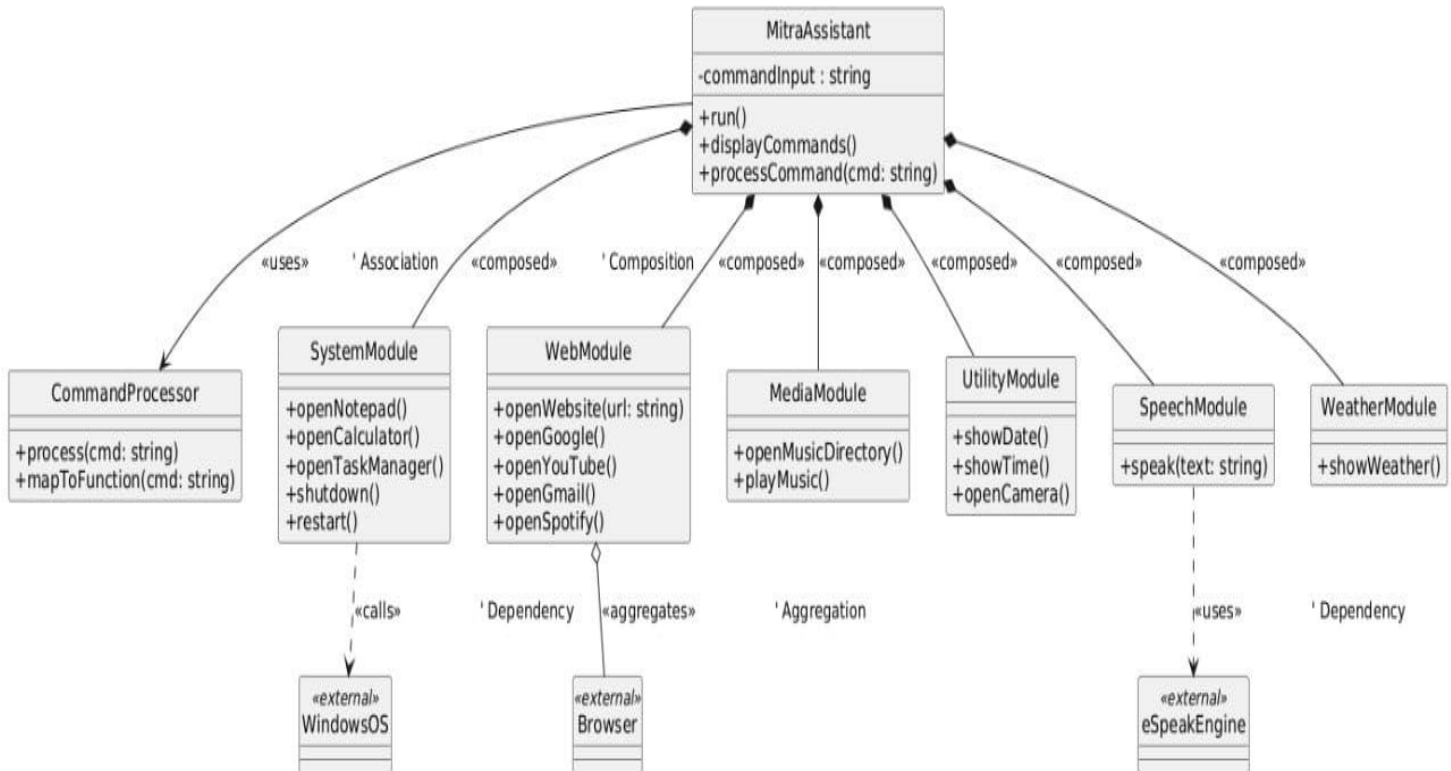 MitraAssistant
-commandInput : string
+run()
+displayCommands()
+processCommand(cmd: string)
«uses» ' Association «composed» ' Composition «composed» «composed» «composed» «composed» «composed»
CommandProcessor
+process(cmd: string)
+mapToFunction(cmd: string)
SystemModule
+openNotepad()
+openCalculator()
+openTaskManager()
+shutdown()
+restart()
WebModule
+openWebsite(url: string)
+openGoogle()
+openYouTube()
+openGmail()
+openSpotify()
MediaModule
+openMusicDirectory()
+playMusic()
UtilityModule
+showDate()
+showTime()
+openCamera()
SpeechModule
+speak(text: string)
WeatherModule
+showWeather()
«calls» ' Dependency «aggregates» ' Aggregation «uses» ' Dependency
«external»
WindowsOS
«external»
Browser
«external»
eSpeakEngine